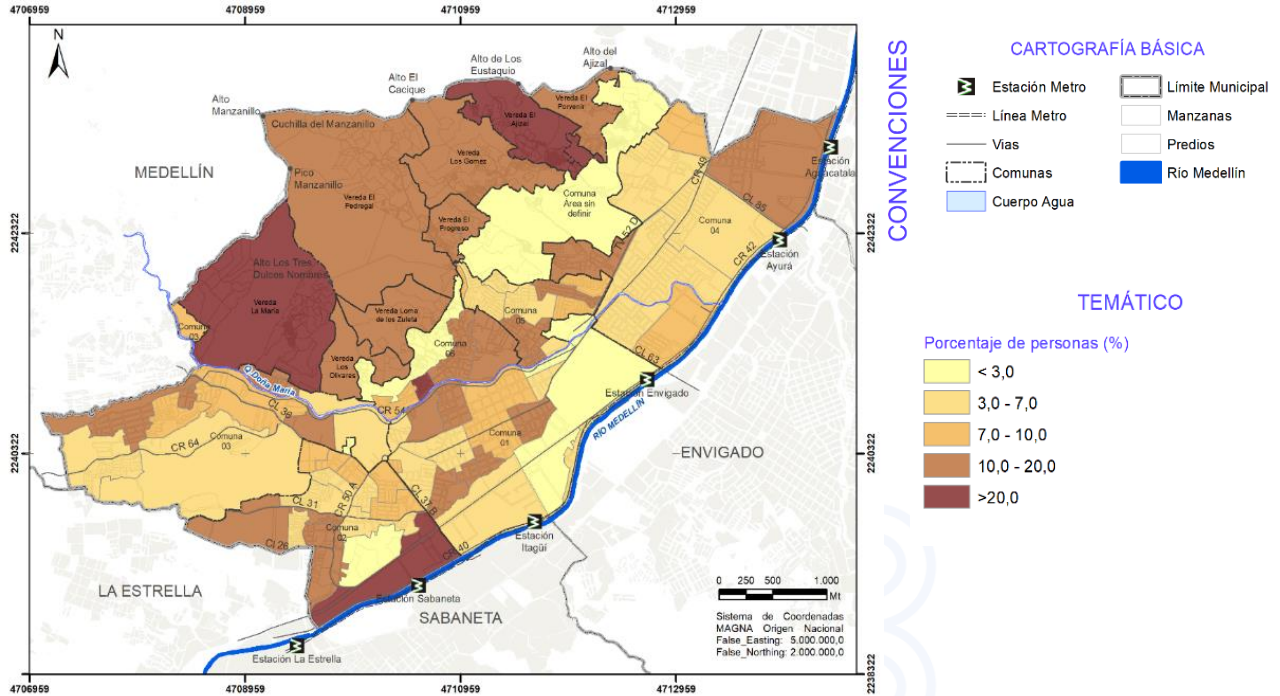 4706959
4708959
4710959
4712959
N
Alto de Los
Eustaquio
Alto del
Ajizal
Alto El
Cacique
Alto
Manzanillo
Cuchilla del Manzanillo
Vereda El
Porvenir
Vereda El
Ajizal
MEDELLÍN
Pico
Manzanillo
Vereda
Los Gomez
Vereda El
Pedregal
Comuna
Area sin
definir
CR 49
Estación
Aguacatala
CL 85
Vereda El
Progreso
Comuna
04
TV 52 D
CR 42
Estación
Ayurá
2242322
2242322
Alto Los Tres
Dulces Nombres
Vereda
La María
Vereda Loma
de los Zuleta
Comuna
05
Comuna
Comuna
06
Vereda
Los
Olivares
CL 63
Q Doña María
Estación Envigado
CL 39
CR 54
RÍO MEDELLÍN
Comuna
03
CR 64
Comuna
01
ENVIGADO
2240322
2240322
CL 31
CR 50 A
CL 37 B
Comuna
CL 26
CR 40
Estación
Itagüí
LA ESTRELLA
Estación Sabaneta
SABANETA
Estación La Estrella
0 250 500 1.000
Mt
Sistema de Coordenadas
MAGNA Origen Nacional
False_Easting: 5.000.000,0
False_Northing: 2.000.000,0
2238322
2238322
4706959
4708959
4710959
4712959
CONVENCIONES
CARTOGRAFÍA BÁSICA
Estación Metro
Línea Metro
Vias
Comunas
Cuerpo Agua
Límite Municipal
Manzanas
Predios
Río Medellín
TEMÁTICO
Porcentaje de personas (%)
< 3,0
3,0 - 7,0
7,0 - 10,0
10,0 - 20,0
>20,0